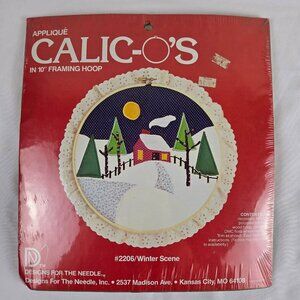 APPLIQUÉ
CALIC-O'S
IN 10" FRAMING HOOP
#2206/Winter Scene
DESIGNS FOR THE NEEDLE
Designs For The Needle, Inc. • 2537 Madison Ave. • Kansas City, MO 64108